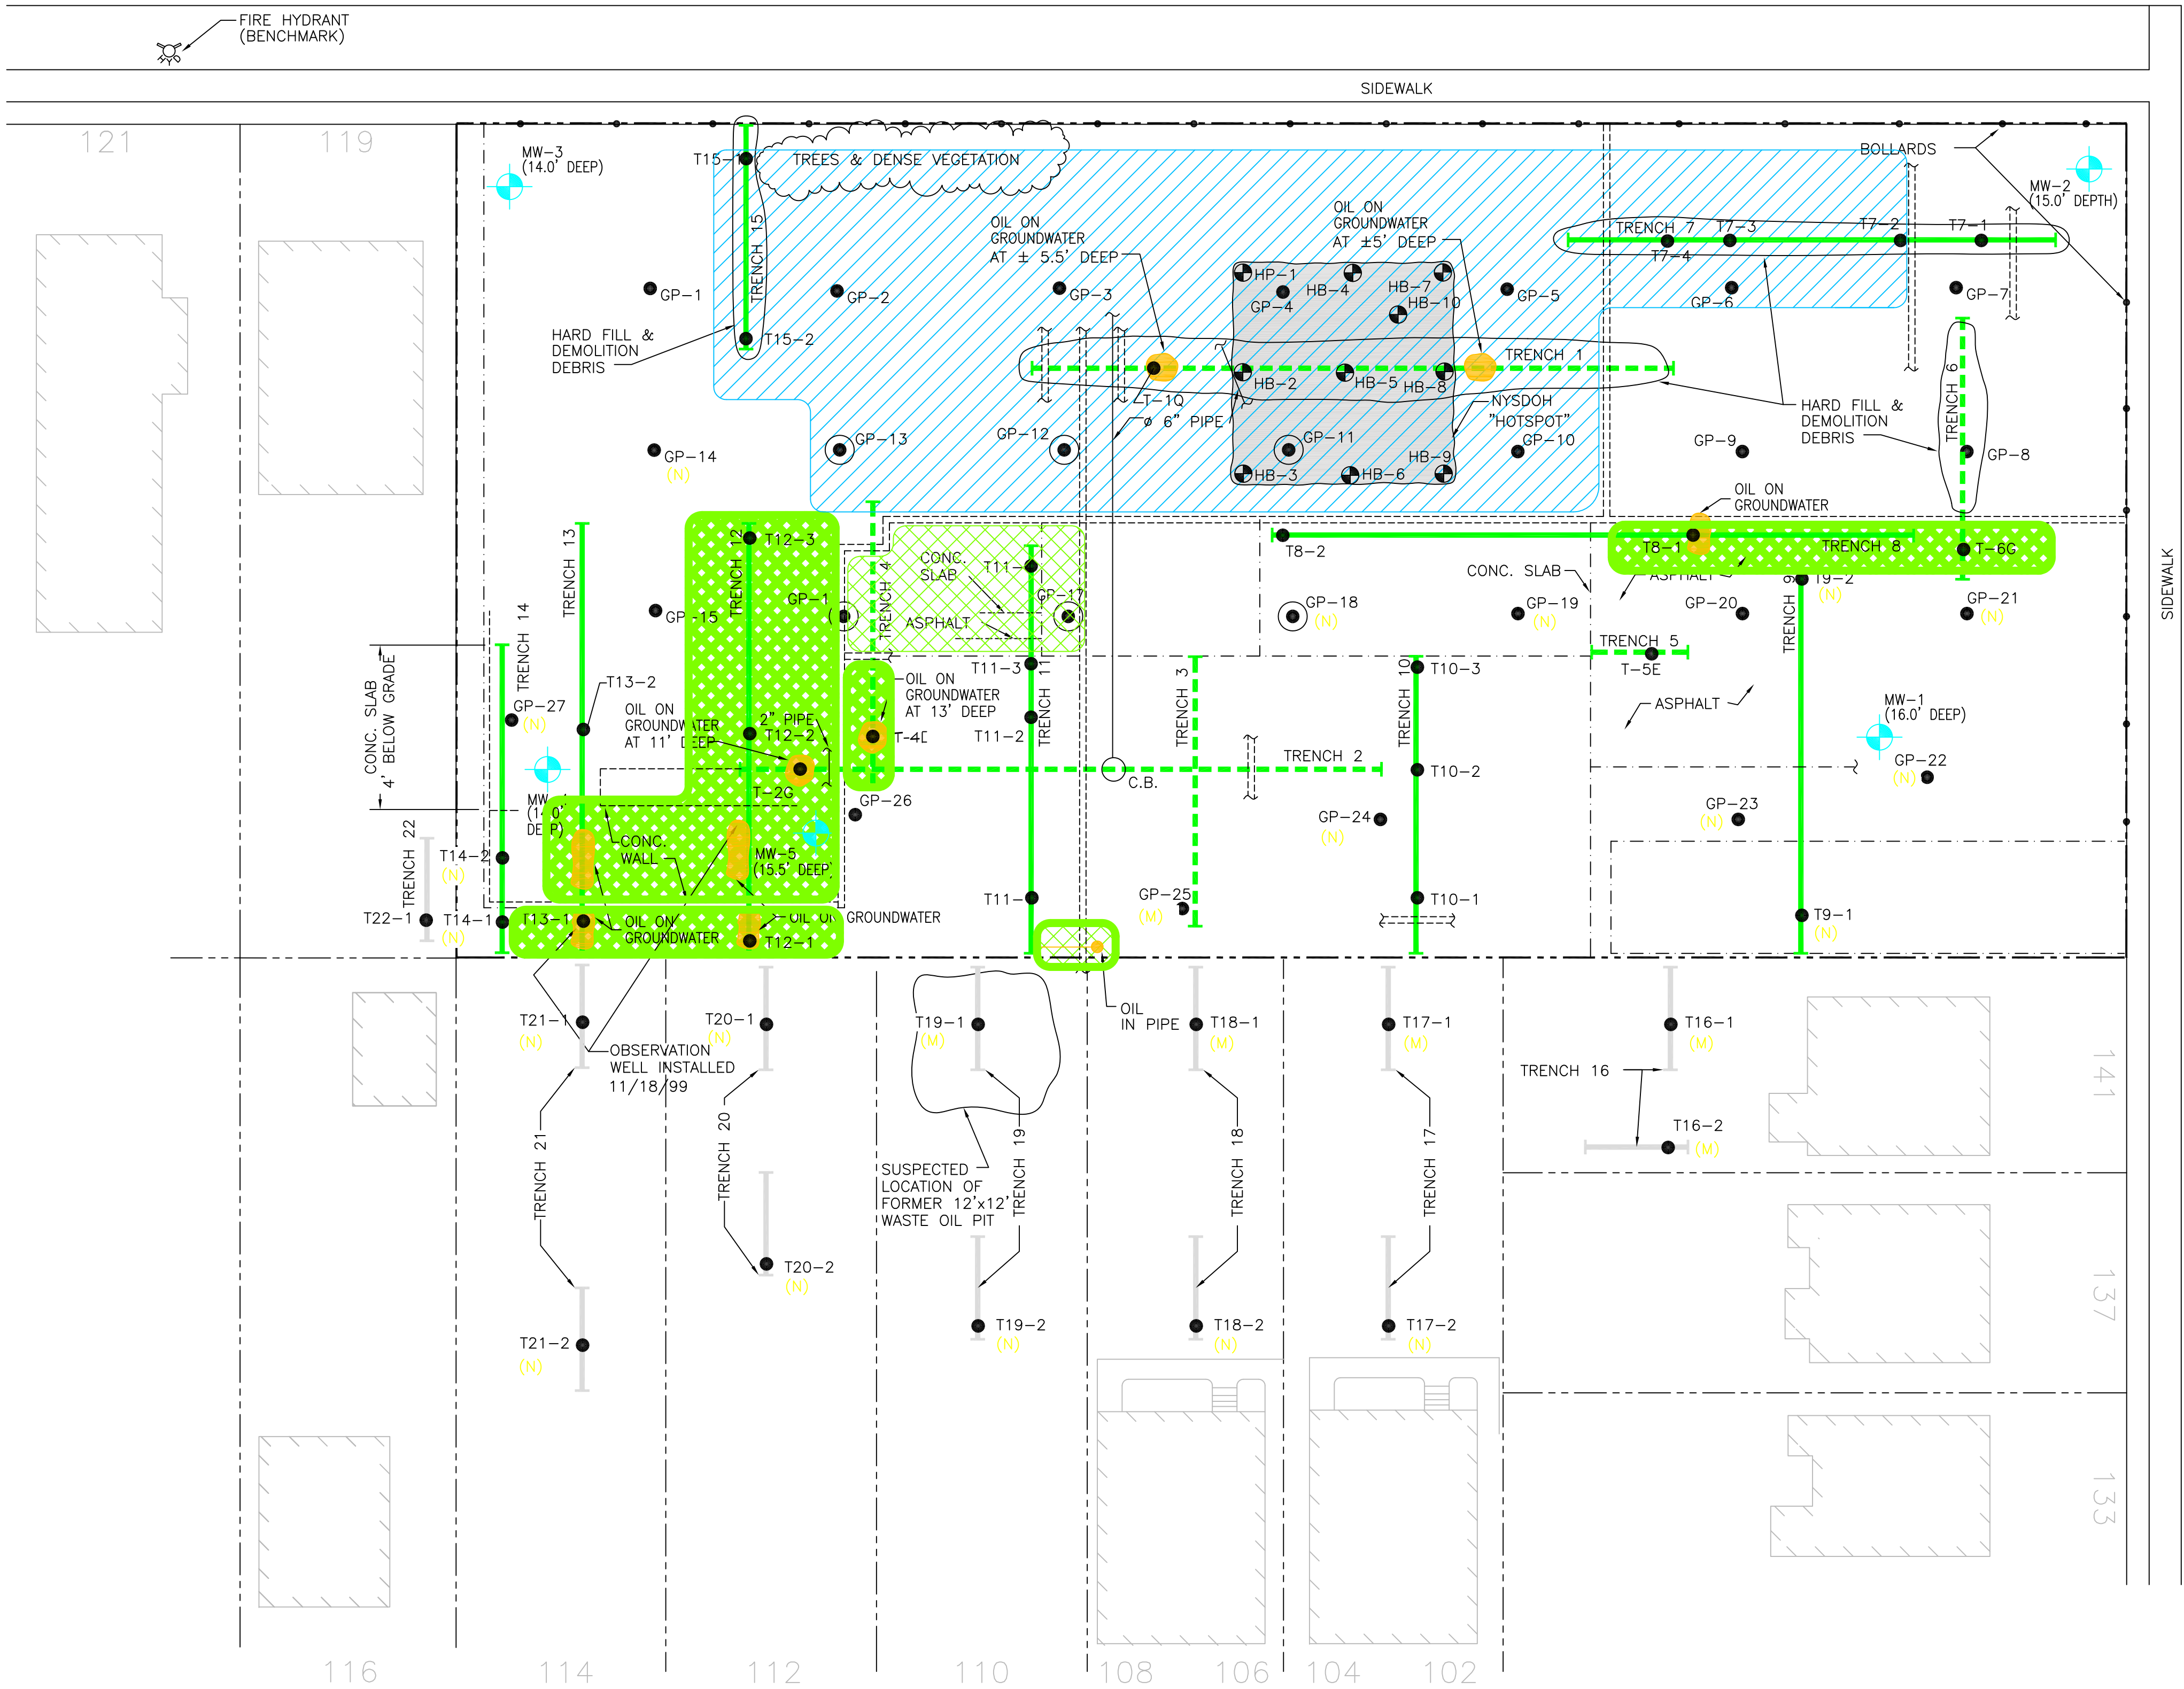 FIRE HYDRANT
(BENCHMARK)
SIDEWALK
121
119
MW-3
(14.0' DEEP)
T15-1
TREES & DENSE VEGETATION
BOLLARDS
MW-2
(15.0' DEPTH)
OIL ON
GROUNDWATER
AT ± 5.5' DEEP
OIL ON
GROUNDWATER
AT ±5' DEEP
TRENCH 15
TRENCH 7
T7-3
T7-2
T7-1
T7-4
GP-1
GP-2
GP-3
HP-1
GP-4
HB-4
HB-7
HB-10
GP-5
GP-6
GP-7
HARD FILL &
DEMOLITION
DEBRIS
T15-2
TRENCH 1
HB-2
HB-5
HB-8
T-1Q
ø 6" PIPE
NYSDOH
"HOTSPOT"
HARD FILL &
DEMOLITION
DEBRIS
TRENCH 6
GP-14
(N)
GP-13
GP-12
GP-11
GP-10
GP-9
GP-8
HB-3
HB-6
HB-9
OIL ON
GROUNDWATER
TRENCH 13
TRENCH 12
T12-3
TRENCH 4
CONC.
SLAB
T11-
T8-2
T8-1
TRENCH 8
T-6G
CONC. SLAB
ASPHALT
T9-2
(N)
SIDEWALK
TRENCH 14
GP-15
GP-1
ASPHALT
GP-17
GP-18
(N)
GP-19
(N)
GP-20
TRENCH 9
GP-21
(N)
CONC. SLAB
4' BELOW GRADE
TRENCH 5
T-5E
T13-2
GP-27
(N)
OIL ON
GROUNDWATER
AT 11' DEEP
2" PIPE
T12-2
OIL ON
GROUNDWATER
AT 13' DEEP
T11-3
TRENCH 11
T11-2
TRENCH 3
TRENCH 10
T10-3
ASPHALT
MW-1
(16.0' DEEP)
TRENCH 2
T10-2
C.B.
GP-22
(N)
T-2G
GP-26
GP-24
(N)
GP-23
(N)
TRENCH 22
T14-2
(N)
CONC.
WALL
MW-5
(15.5' DEEP)
T22-1
T14-1
(N)
T13-1
OIL ON
GROUNDWATER
T12-1
GROUNDWATER
T11-
GP-25
(M)
T10-1
T9-1
(N)
OIL
IN PIPE
T21-1
(N)
T20-1
(N)
T19-1
(M)
T18-1
(M)
T17-1
(M)
T16-1
(M)
OBSERVATION
WELL INSTALLED
11/18/99
TRENCH 16
T16-2
(M)
141
TRENCH 21
TRENCH 20
TRENCH 19
TRENCH 18
TRENCH 17
SUSPECTED
LOCATION OF
FORMER 12'x12'
WASTE OIL PIT
T20-2
(N)
T21-2
(N)
T19-2
(N)
T18-2
(N)
T17-2
(N)
137
133
116
114
112
110
108
106
104
102